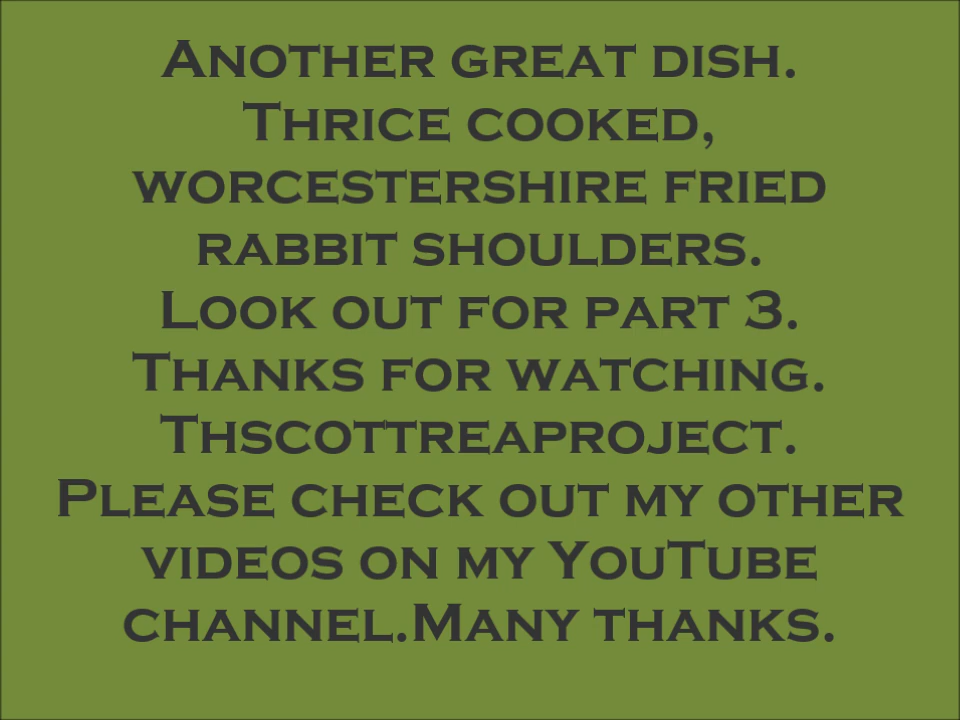 Another great dish.
Thrice cooked,
worcestershire fried
rabbit shoulders.
Look out for part 3.
Thanks for watching.
Thscottreaproject.
Please check out my other
videos on my YouTube
channel.Many thanks.